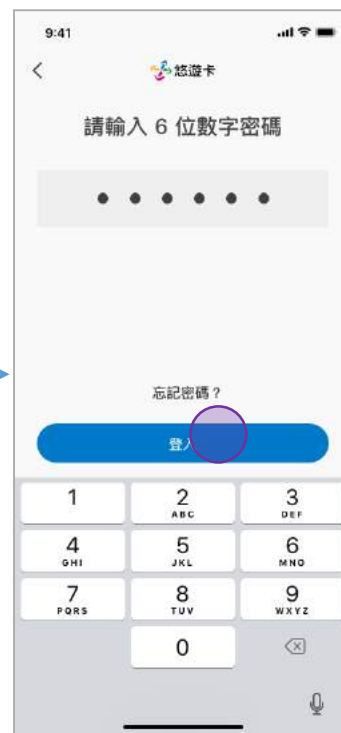 9:41
悠遊卡
請輸入 6 位數字密碼
忘記密碼？
登入
1
2
ABC
3
DEF
4
GHI
5
JKL
6
MNO
7
PQRS
8
TUV
9
WXYZ
0